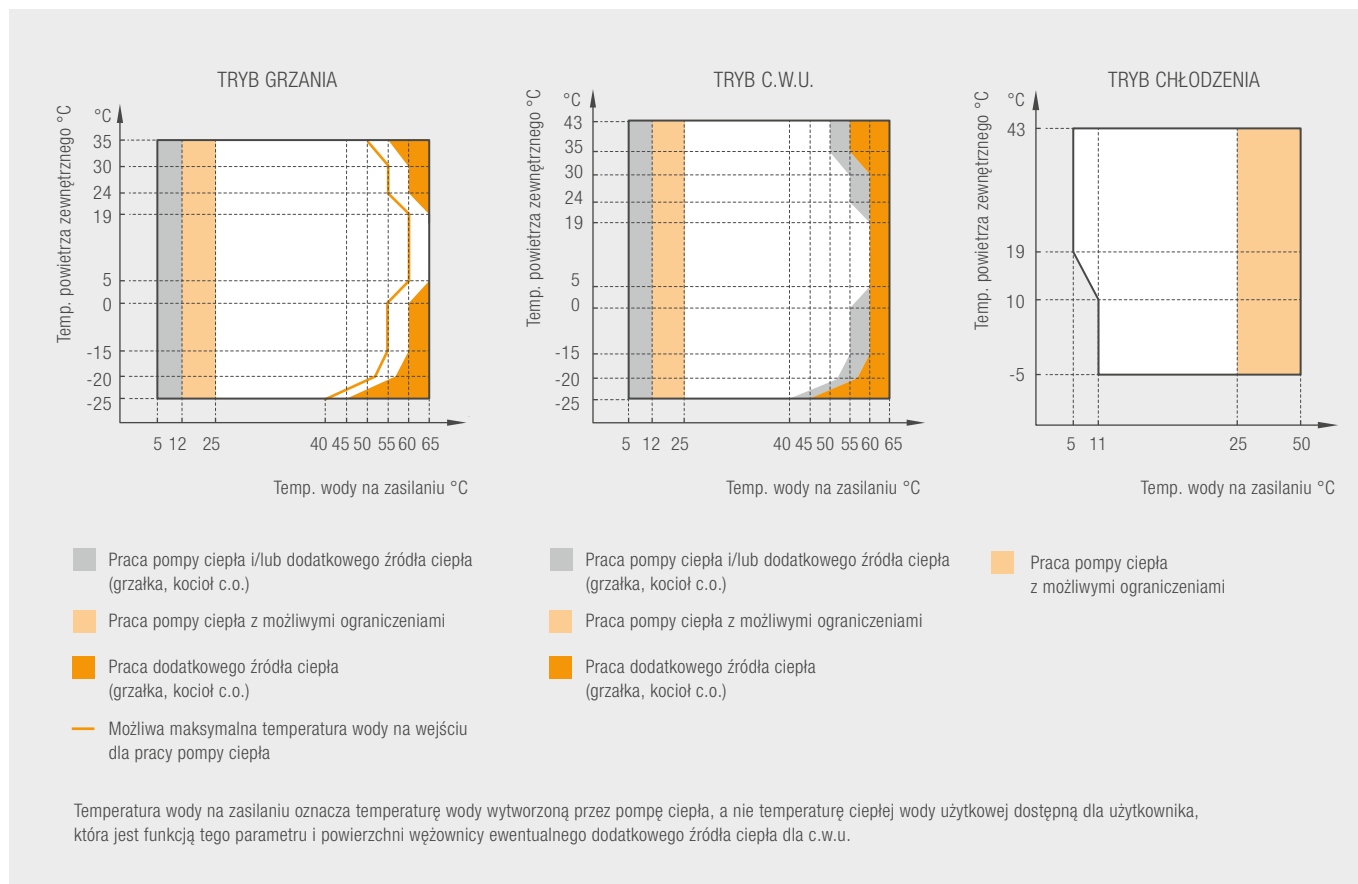 TRYB GRZANIA
Temp. powietrza zewnętrznego °C
°C
35
30
24
19
5
0
-15
-20
-25
5 12 25 40 45 50 55 60 65
Temp. wody na zasilaniu °C
TRYB C.W.U.
Temp. powietrza zewnętrznego °C
°C
43
35
30
24
19
5
0
-15
-20
-25
5 12 25 40 45 50 55 60 65
Temp. wody na zasilaniu °C
TRYB CHŁODZENIA
Temp. powietrza zewnętrznego °C
°C
43
19
10
-5
5 11 25 50
Temp. wody na zasilaniu °C
Praca pompy ciepła i/lub dodatkowego źródła ciepła
(grzałka, kocioł c.o.)
Praca pompy ciepła z możliwymi ograniczeniami
Praca dodatkowego źródła ciepła
(grzałka, kocioł c.o.)
Możliwa maksymalna temperatura wody na wejściu
dla pracy pompy ciepła
Praca pompy ciepła i/lub dodatkowego źródła ciepła
(grzałka, kocioł c.o.)
Praca pompy ciepła z możliwymi ograniczeniami
Praca dodatkowego źródła ciepła
(grzałka, kocioł c.o.)
Praca pompy ciepła
z możliwymi ograniczeniami
Temperatura wody na zasilaniu oznacza temperaturę wody wytworzoną przez pompę ciepła, a nie temperaturę ciepłej wody użytkowej dostępną dla użytkownika,
która jest funkcją tego parametru i powierzchni wężownicy ewentualnego dodatkowego źródła ciepła dla c.w.u.